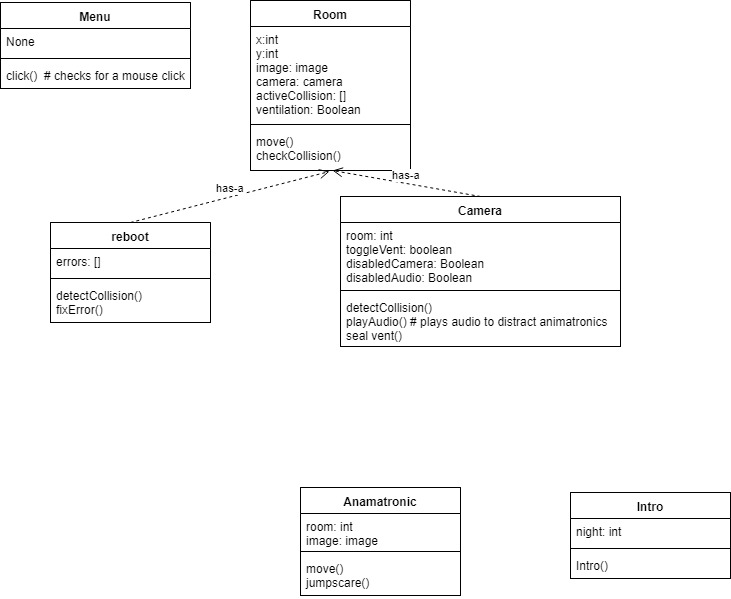 Menu
None
click()  # checks for a mouse click
Room
x:int
y:int
image: image
camera: camera
activeCollision: []
ventilation: Boolean
move()
checkCollision()
has-a
has-a
reboot
errors: []
detectCollision()
fixError()
Camera
room: int
toggleVent: boolean
disabledCamera: Boolean
disabledAudio: Boolean
detectCollision()
playAudio() # plays audio to distract animatronics
seal vent()
Anamatronic
room: int
image: image
move()
jumpscare()
Intro
night: int
Intro()